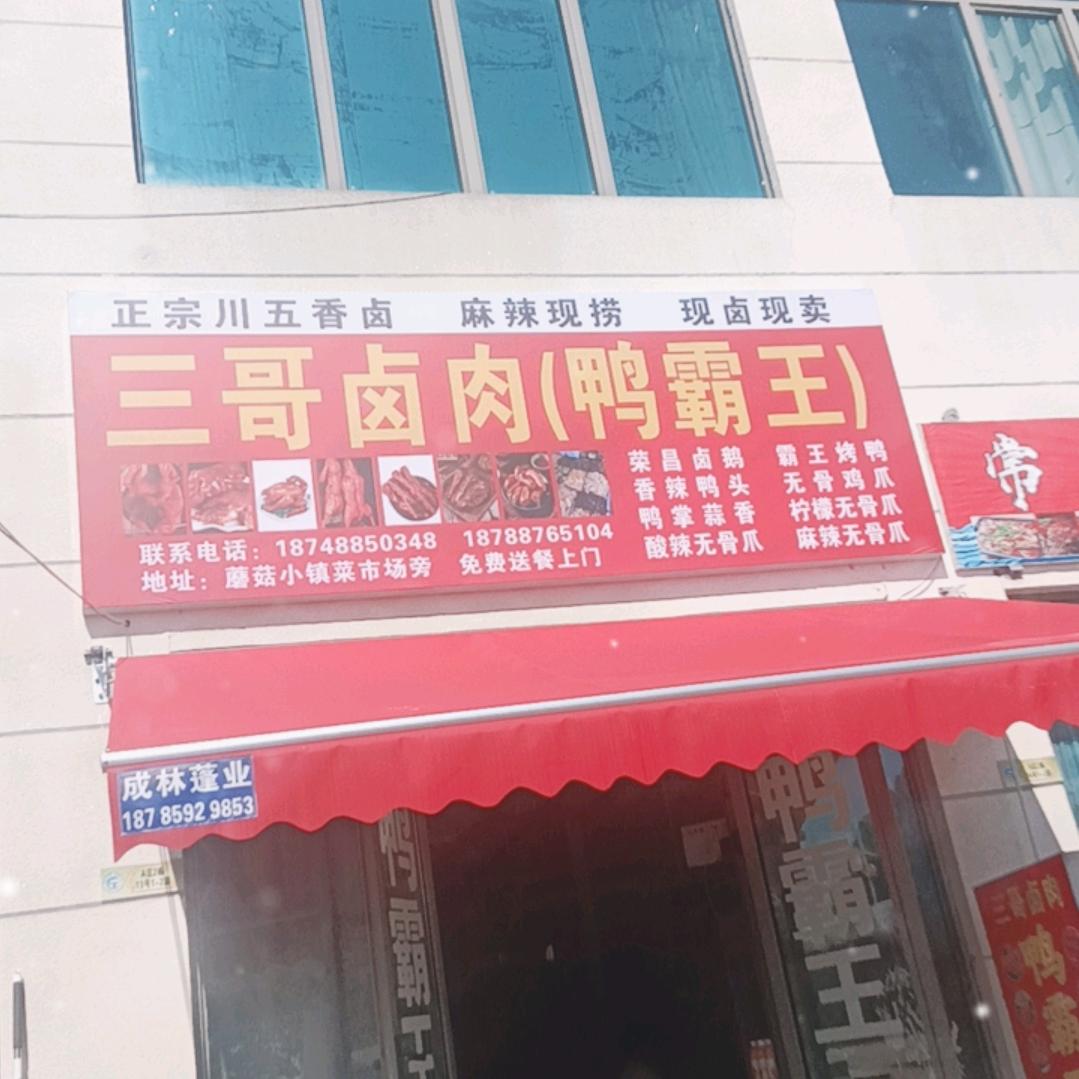 正宗川五香卤 麻辣现捞 现卤现卖
三哥卤肉(鸭霸王)
荣昌卤鹅 霸王烤鸭
香辣鸭头 无骨鸡爪
鸭掌蒜香 柠檬无骨爪
酸辣无骨爪 麻辣无骨爪
联系电话：18748850348 18788765104
地址：蘑菇小镇菜市场旁 免费送餐上门
常
成林蓬业
187 8592 9853
鸭霸王
鸭霸王
三哥卤肉
鸭霸